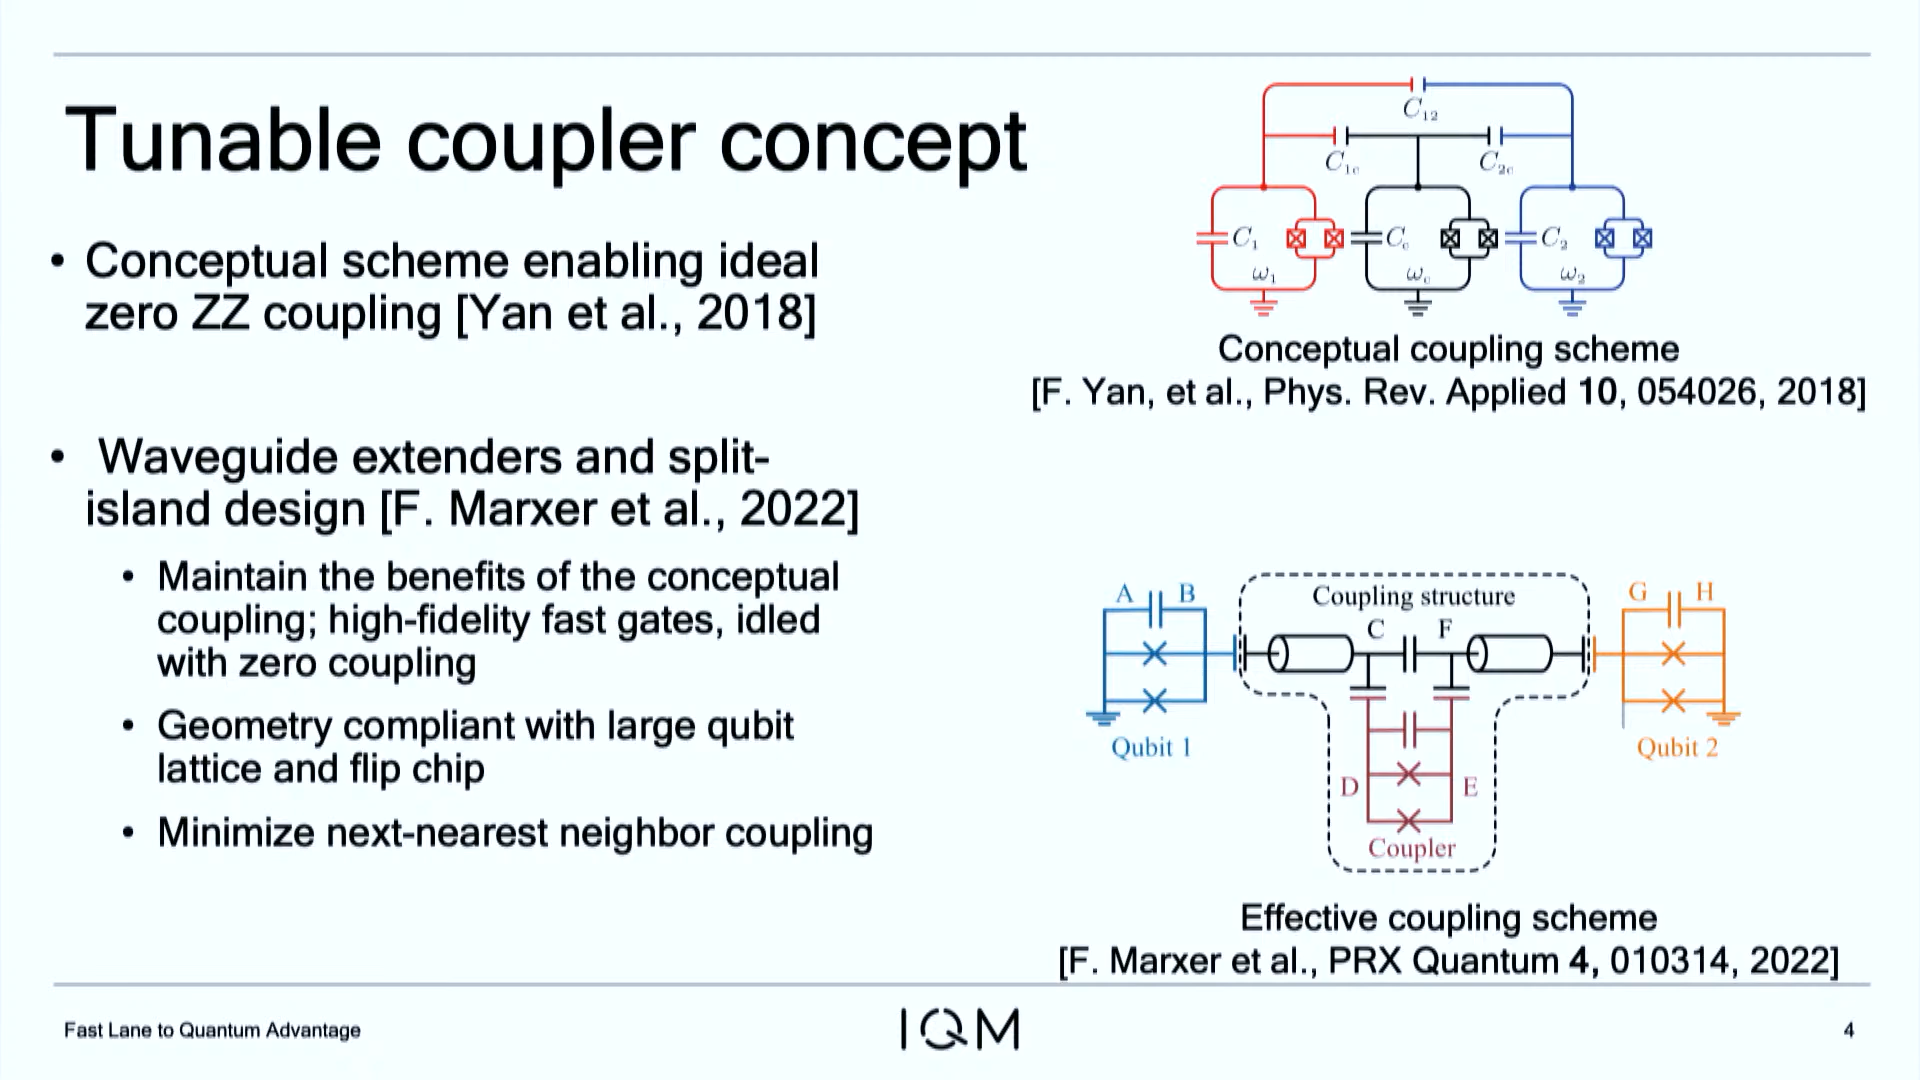 Tunable coupler concept
• Conceptual scheme enabling ideal
zero ZZ coupling [Yan et al., 2018]
• Waveguide extenders and split-
island design [F. Marxer et al., 2022]
• Maintain the benefits of the conceptual
coupling; high-fidelity fast gates, idled
with zero coupling
• Geometry compliant with large qubit
lattice and flip chip
• Minimize next-nearest neighbor coupling
C₁₂
C₁c C₂c
C₁ Cc C₂
ω₁ ωc ω₂
Conceptual coupling scheme
[F. Yan, et al., Phys. Rev. Applied 10, 054026, 2018]
A B Coupling structure G H
C F
Qubit 1 Qubit 2
D E
Coupler
Effective coupling scheme
[F. Marxer et al., PRX Quantum 4, 010314, 2022]
Fast Lane to Quantum Advantage
IQM
4